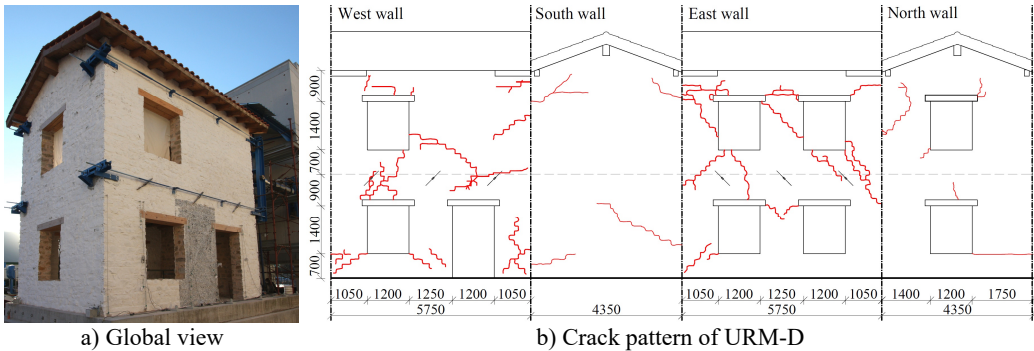 West wall
South wall
East wall
North wall
900
1400
700
900
1400
700
1050 1200 1250 1200 1050
5750
4350
1050 1200 1250 1200 1050
5750
1400 1200 1750
4350
a) Global view
b) Crack pattern of URM-D